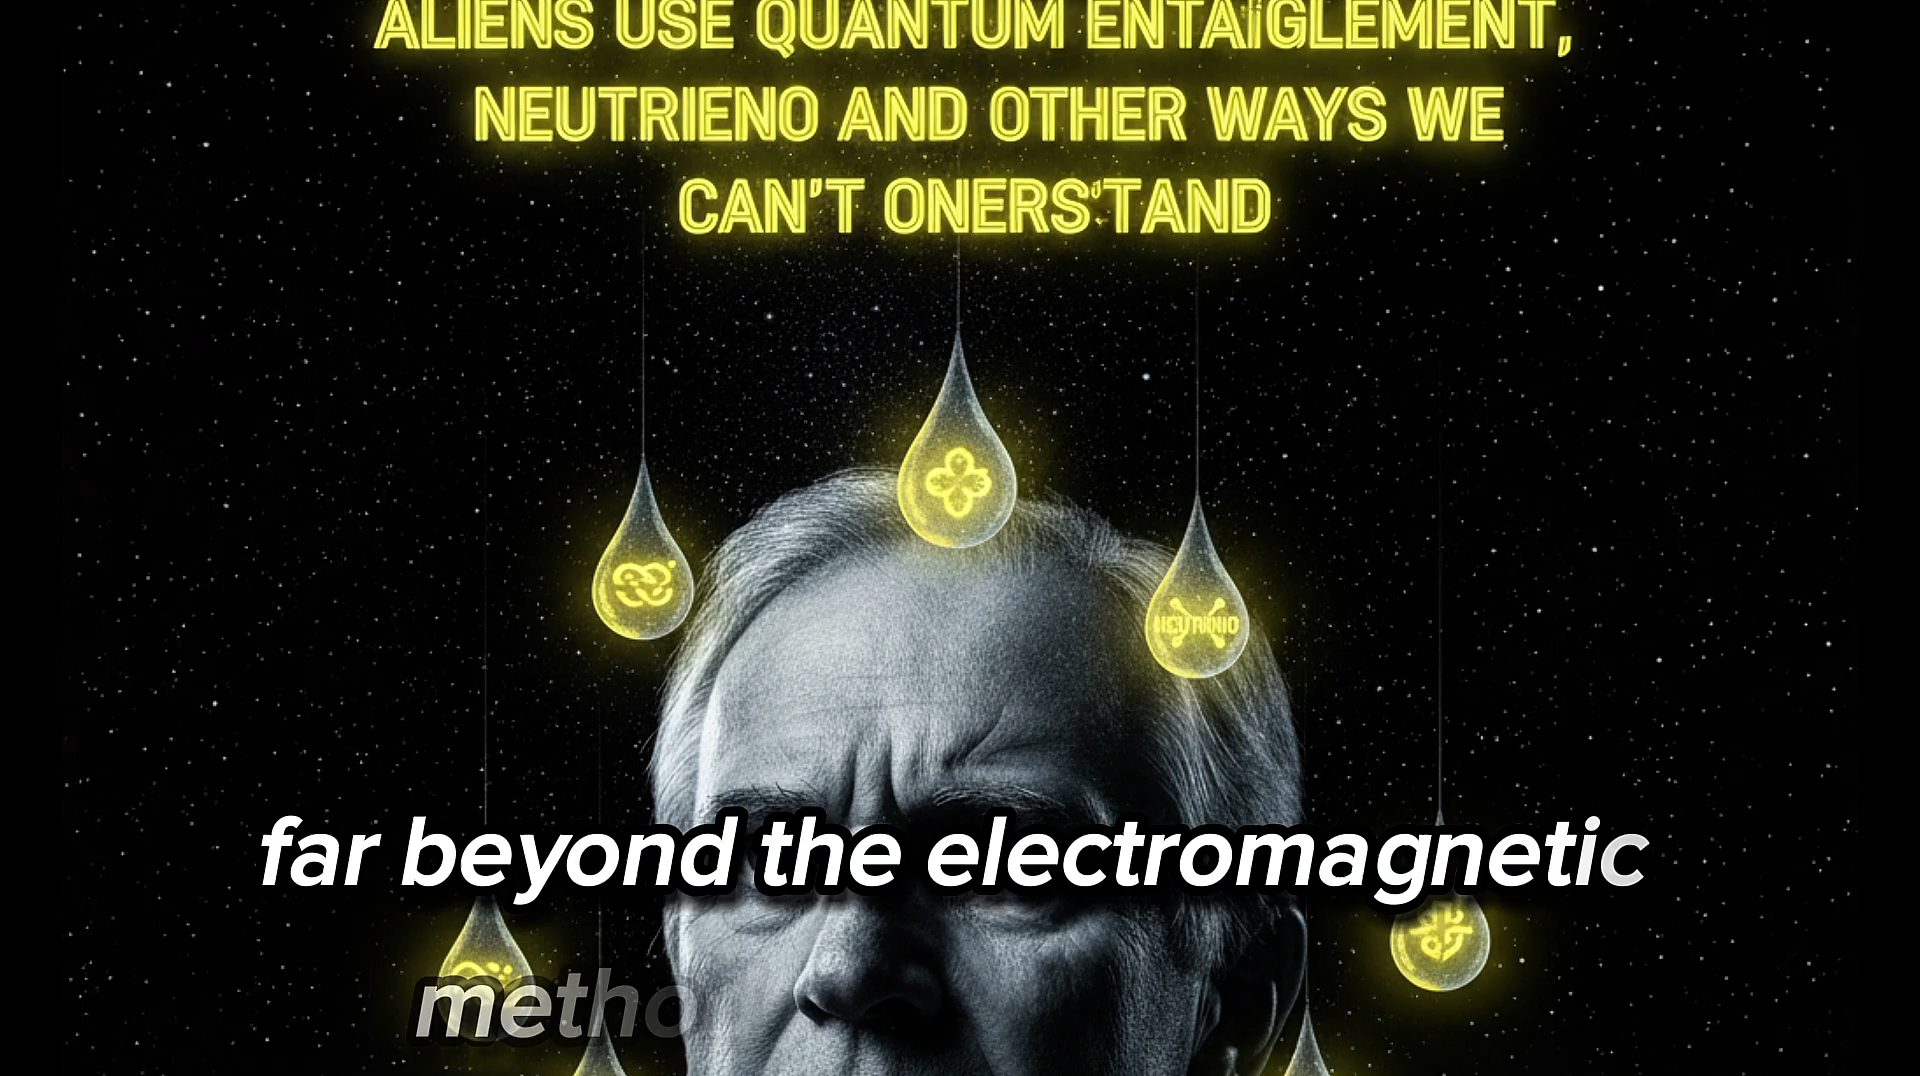 ALIENS USE QUANTUM ENTAIGLEMENT,
NEUTRIENO AND OTHER WAYS WE
CAN'T ONERS'TAND
far beyond the electromagnetic
metho